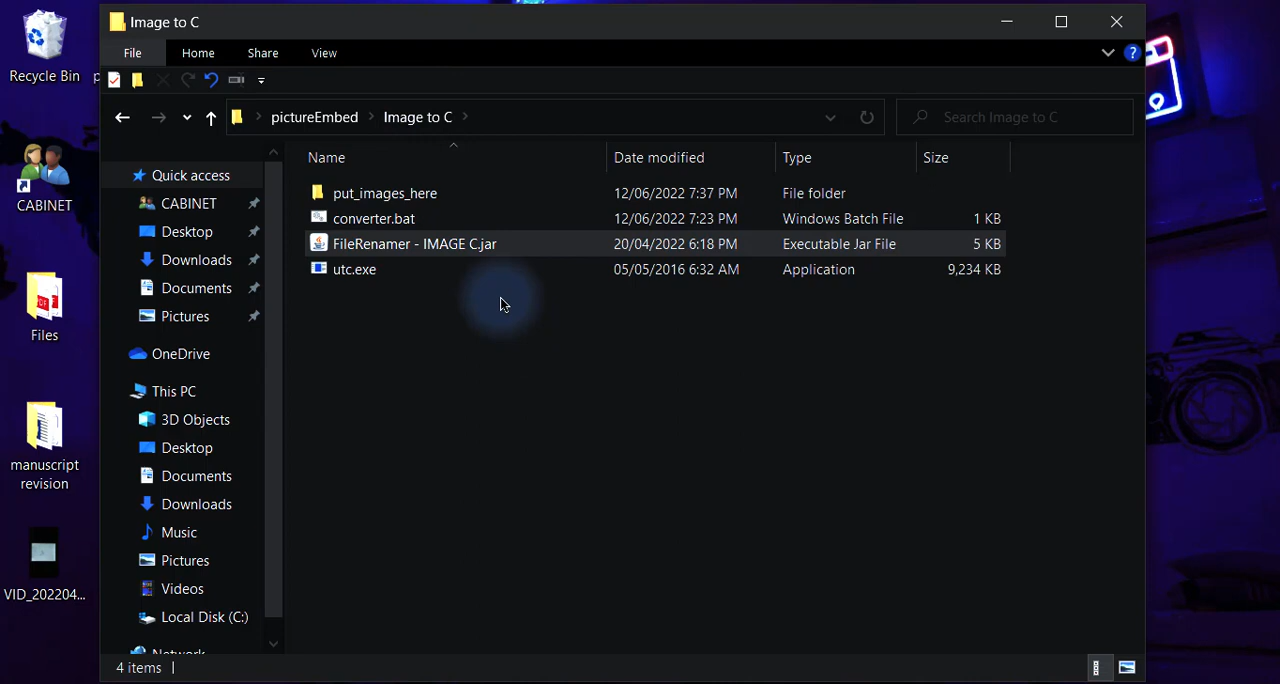 Image to C
File Home Share View
pictureEmbed Image to C Search Image to C
Name Date modified Type Size
put_images_here 12/06/2022 7:37 PM File folder
converter.bat 12/06/2022 7:23 PM Windows Batch File 1 KB
FileRenamer - IMAGE C.jar 20/04/2022 6:18 PM Executable Jar File 5 KB
utc.exe 05/05/2016 6:32 AM Application 9,234 KB
Quick access
CABINET
Desktop
Downloads
Documents
Pictures
OneDrive
This PC
3D Objects
Desktop
Documents
Downloads
Music
Pictures
Videos
Local Disk (C:)
Network
4 items
Recycle Bin
CABINET
Files
manuscript
revision
VID_202204...